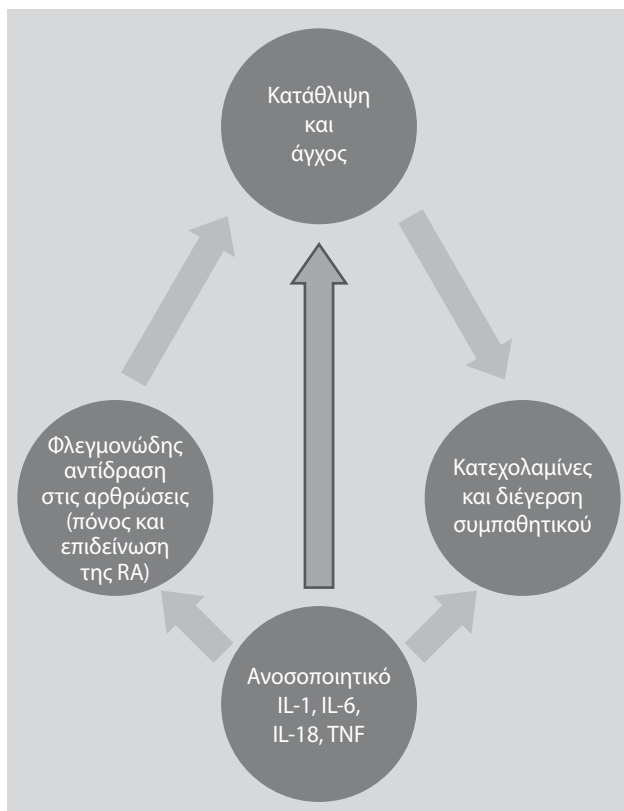 Κατάθλιψη
και
άγχος
Φλεγμονώδης
αντίδραση
στις αρθρώσεις
(πόνος και
επιδείνωση
της RA)
Κατεχολαμίνες
και διέγερση
συμπαθητικού
Ανοσοποιητικό
IL-1, IL-6,
IL-18, TNF